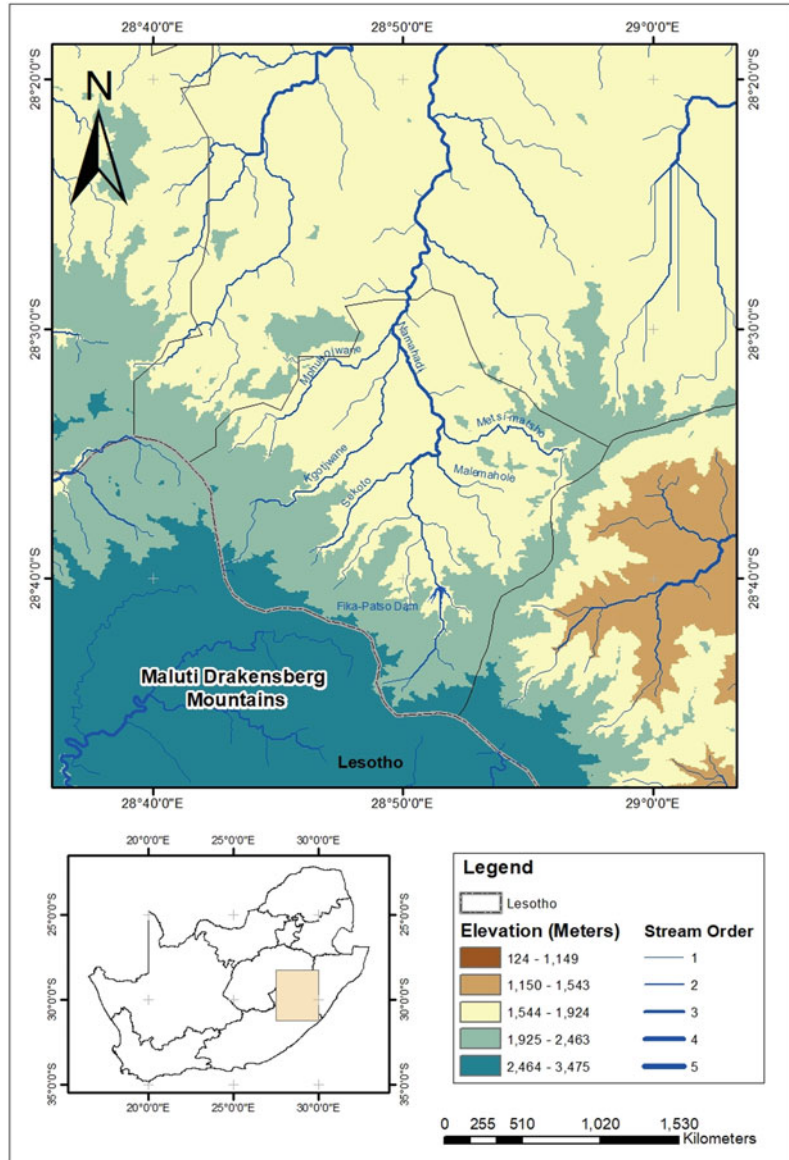 28°40'0"E 28°50'0"E 29°0'0"E
28°20'0"S
28°20'0"S
N
28°30'0"S
28°30'0"S
Namahadi
Mphukojwane
Metsi-matsho
Kgotjwane
Sekoto
Malemahole
28°40'0"S
28°40'0"S
Fika-Patso Dam
Maluti Drakensberg
Mountains
Lesotho
28°40'0"E 28°50'0"E 29°0'0"E
20°0'0"E 25°0'0"E 30°0'0"E
25°0'0"S
25°0'0"S
30°0'0"S
30°0'0"S
35°0'0"S
35°0'0"S
20°0'0"E 25°0'0"E 30°0'0"E
Legend
Lesotho
Elevation (Meters) Stream Order
124 - 1,149 1
1,150 - 1,543 2
1,544 - 1,924 3
1,925 - 2,463 4
2,464 - 3,475 5
0 255 510 1,020 1,530
Kilometers